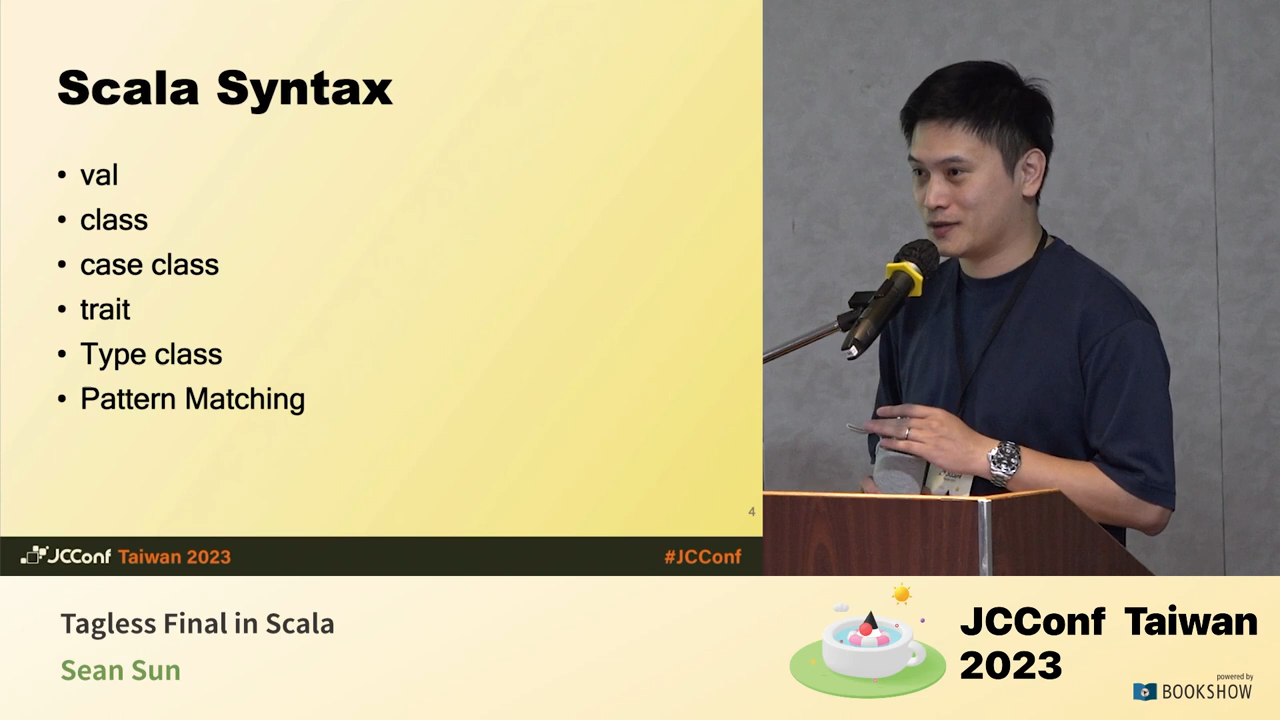 Scala Syntax
• val
• class
• case class
• trait
• Type class
• Pattern Matching
4
JCConf Taiwan 2023
#JCConf
Tagless Final in Scala
Sean Sun
JCConf Taiwan
2023
powered by
BOOKSHOW